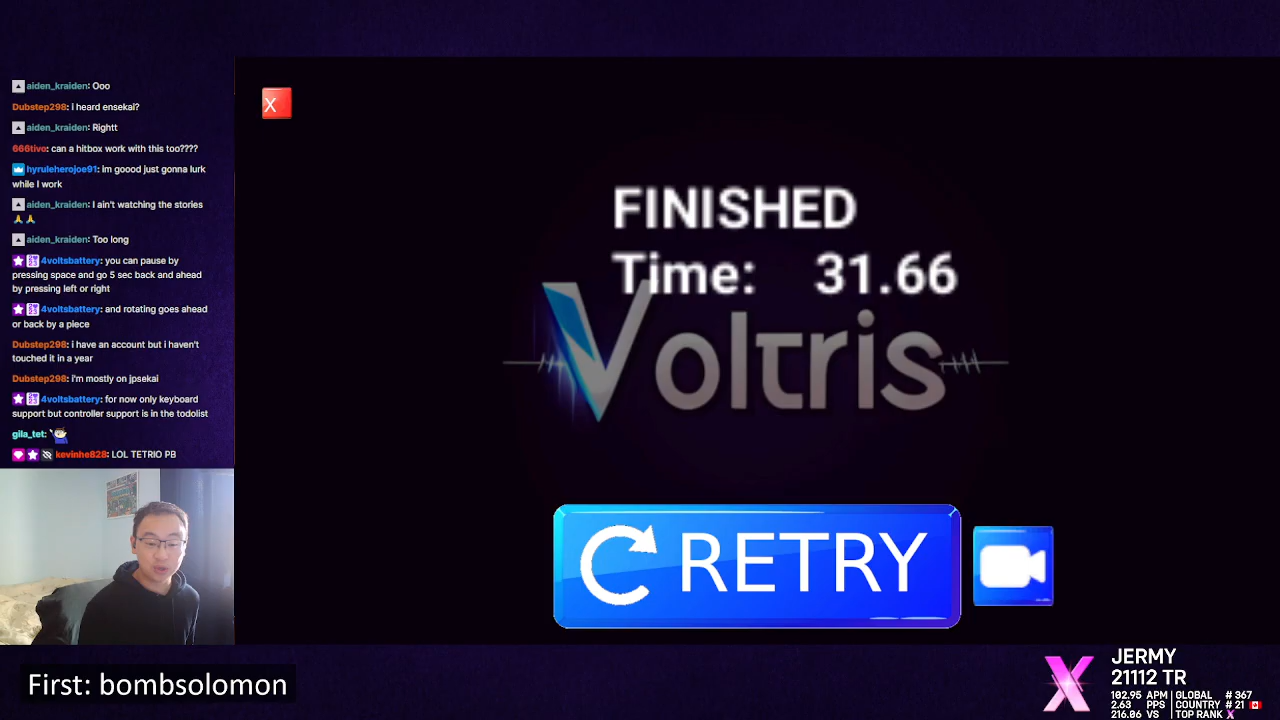 aiden_kraiden: Ooo
Dubstep298: i heard ensekai?
aiden_kraiden: Rightt
666tivo: can a hitbox work with this too????
hyruleherojoe91: im goood just gonna lurk
while I work
aiden_kraiden: I ain't watching the stories
🙏🙏
aiden_kraiden: Too long
4voltsbattery: you can pause by
pressing space and go 5 sec back and ahead
by pressing left or right
4voltsbattery: and rotating goes ahead
or back by a piece
Dubstep298: i have an account but i haven't
touched it in a year
Dubstep298: i'm mostly on jpsekai
4voltsbattery: for now only keyboard
support but controller support is in the todolist
gila_tet:
kevinhe828: LOL TETRIO PB
X
FINISHED
Time: 31.66
Voltris
RETRY
First: bombsolomon
X
JERMY
21112 TR
102.95 APM | GLOBAL # 367
2.63 PPS | COUNTRY # 21
216.06 VS | TOP RANK X